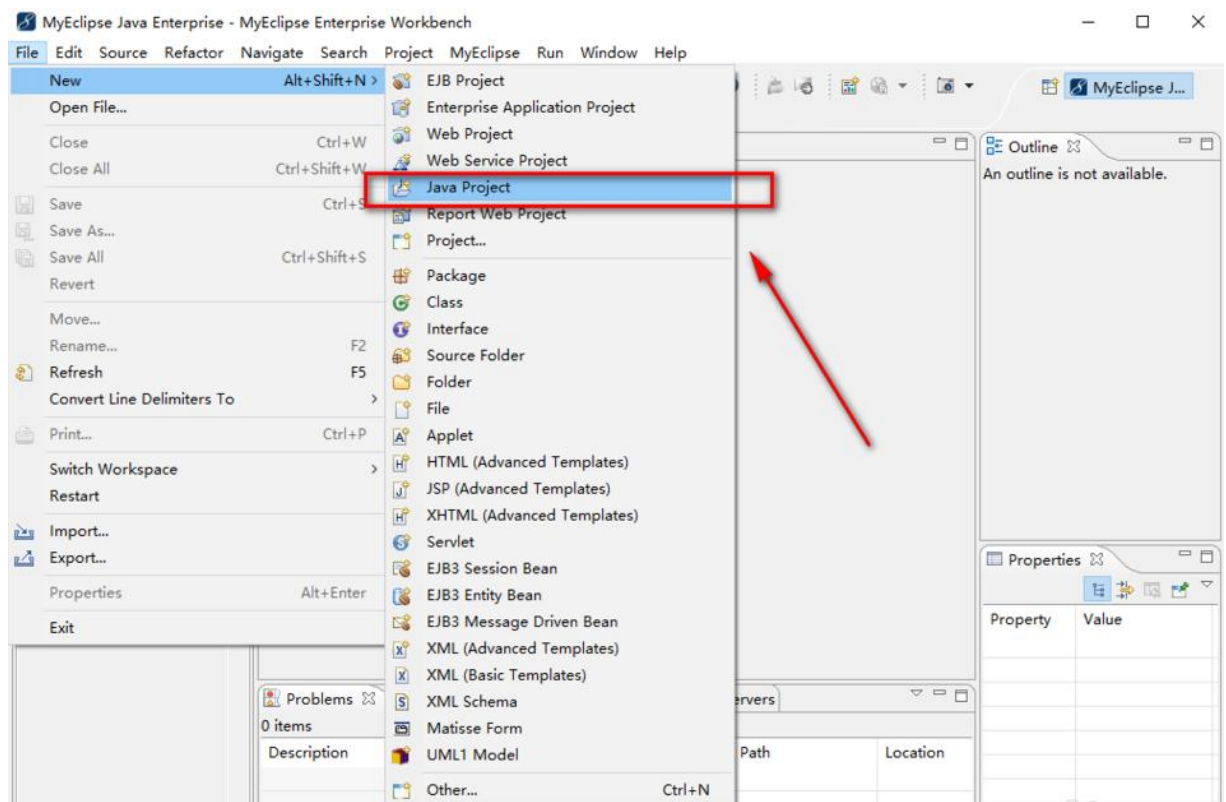 MyEclipse Java Enterprise - MyEclipse Enterprise Workbench
File Edit Source Refactor Navigate Search Project MyEclipse Run Window Help
MyEclipse J...
New Alt+Shift+N
Open File...
Close Ctrl+W
Close All Ctrl+Shift+W
Save Ctrl+S
Save As...
Save All Ctrl+Shift+S
Revert
Move...
Rename... F2
Refresh F5
Convert Line Delimiters To
Print... Ctrl+P
Switch Workspace
Restart
Import...
Export...
Properties Alt+Enter
Exit
EJB Project
Enterprise Application Project
Web Project
Web Service Project
Java Project
Report Web Project
Project...
Package
Class
Interface
Source Folder
Folder
File
Applet
HTML (Advanced Templates)
JSP (Advanced Templates)
XHTML (Advanced Templates)
Servlet
EJB3 Session Bean
EJB3 Entity Bean
EJB3 Message Driven Bean
XML (Advanced Templates)
XML (Basic Templates)
XML Schema
Matisse Form
UML1 Model
Other... Ctrl+N
Outline
An outline is not available.
Properties
Property Value
Problems
ervers
0 items
Description Path Location